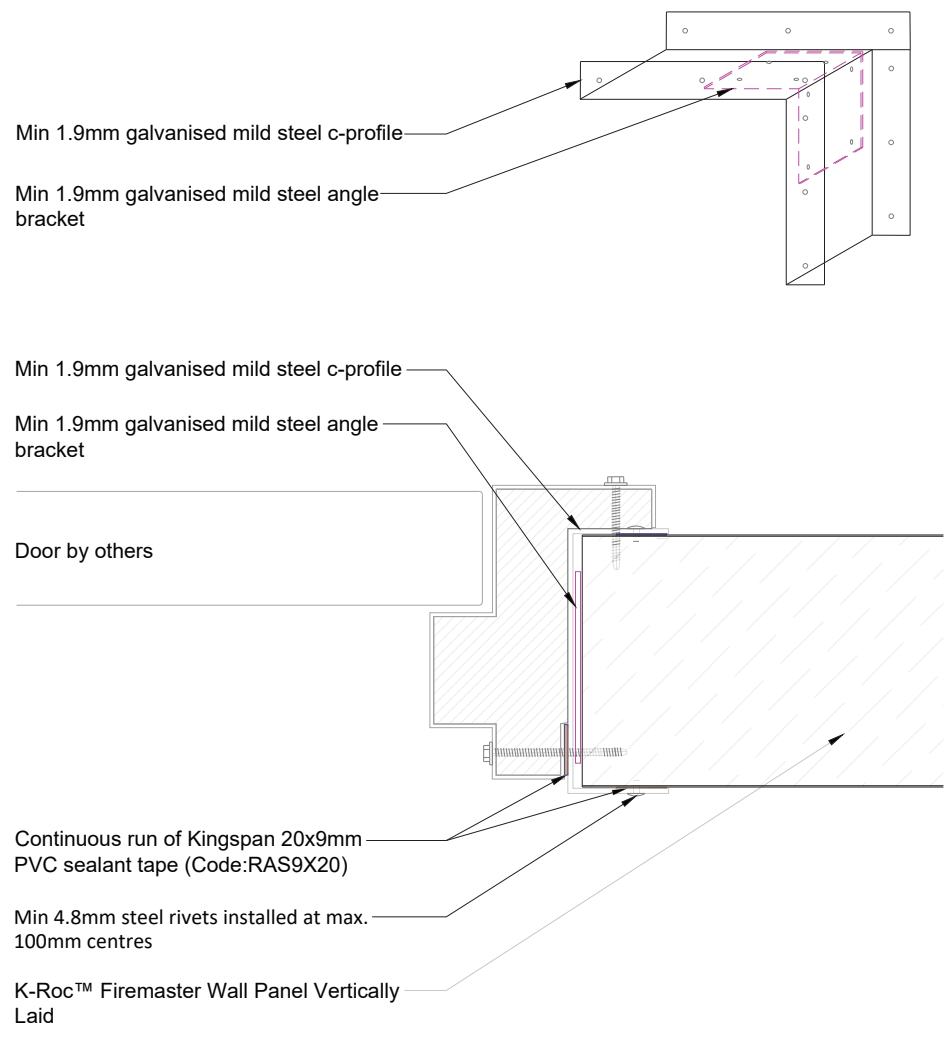 Min 1.9mm galvanised mild steel c-profile
Min 1.9mm galvanised mild steel angle
bracket
Min 1.9mm galvanised mild steel c-profile
Min 1.9mm galvanised mild steel angle
bracket
Door by others
Continuous run of Kingspan 20x9mm
PVC sealant tape (Code:RAS9X20)
Min 4.8mm steel rivets installed at max.
100mm centres
K-Roc™ Firemaster Wall Panel Vertically
Laid